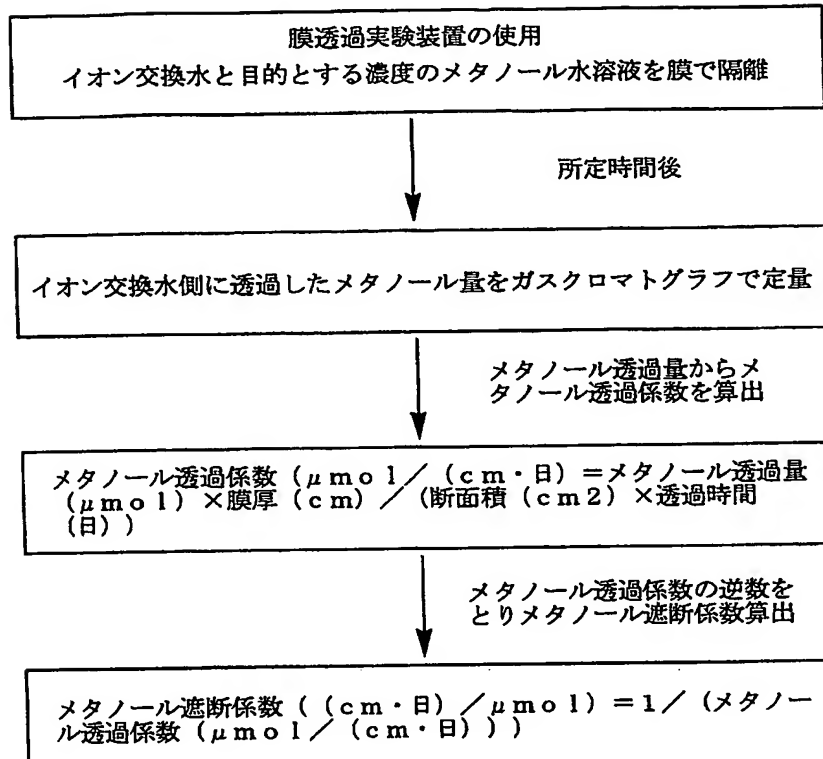 膜透過実験装置の使用
イオン交換水と目的とする濃度のメタノール水溶液を膜で隔離
所定時間後
イオン交換水側に透過したメタノール量をガスクロマトグラフで定量
メタノール透過量からメ
タノール透過係数を算出
メタノール透過係数（μmol／（cm・日）＝メタノール透過量
（μmol）×膜厚（cm）／（断面積（cm2）×透過時間
（日））
メタノール透過係数の逆数を
とりメタノール遮断係数算出
メタノール遮断係数（（cm・日）／μmol）＝1／（メタノー
ル透過係数（μmol／（cm・日）））